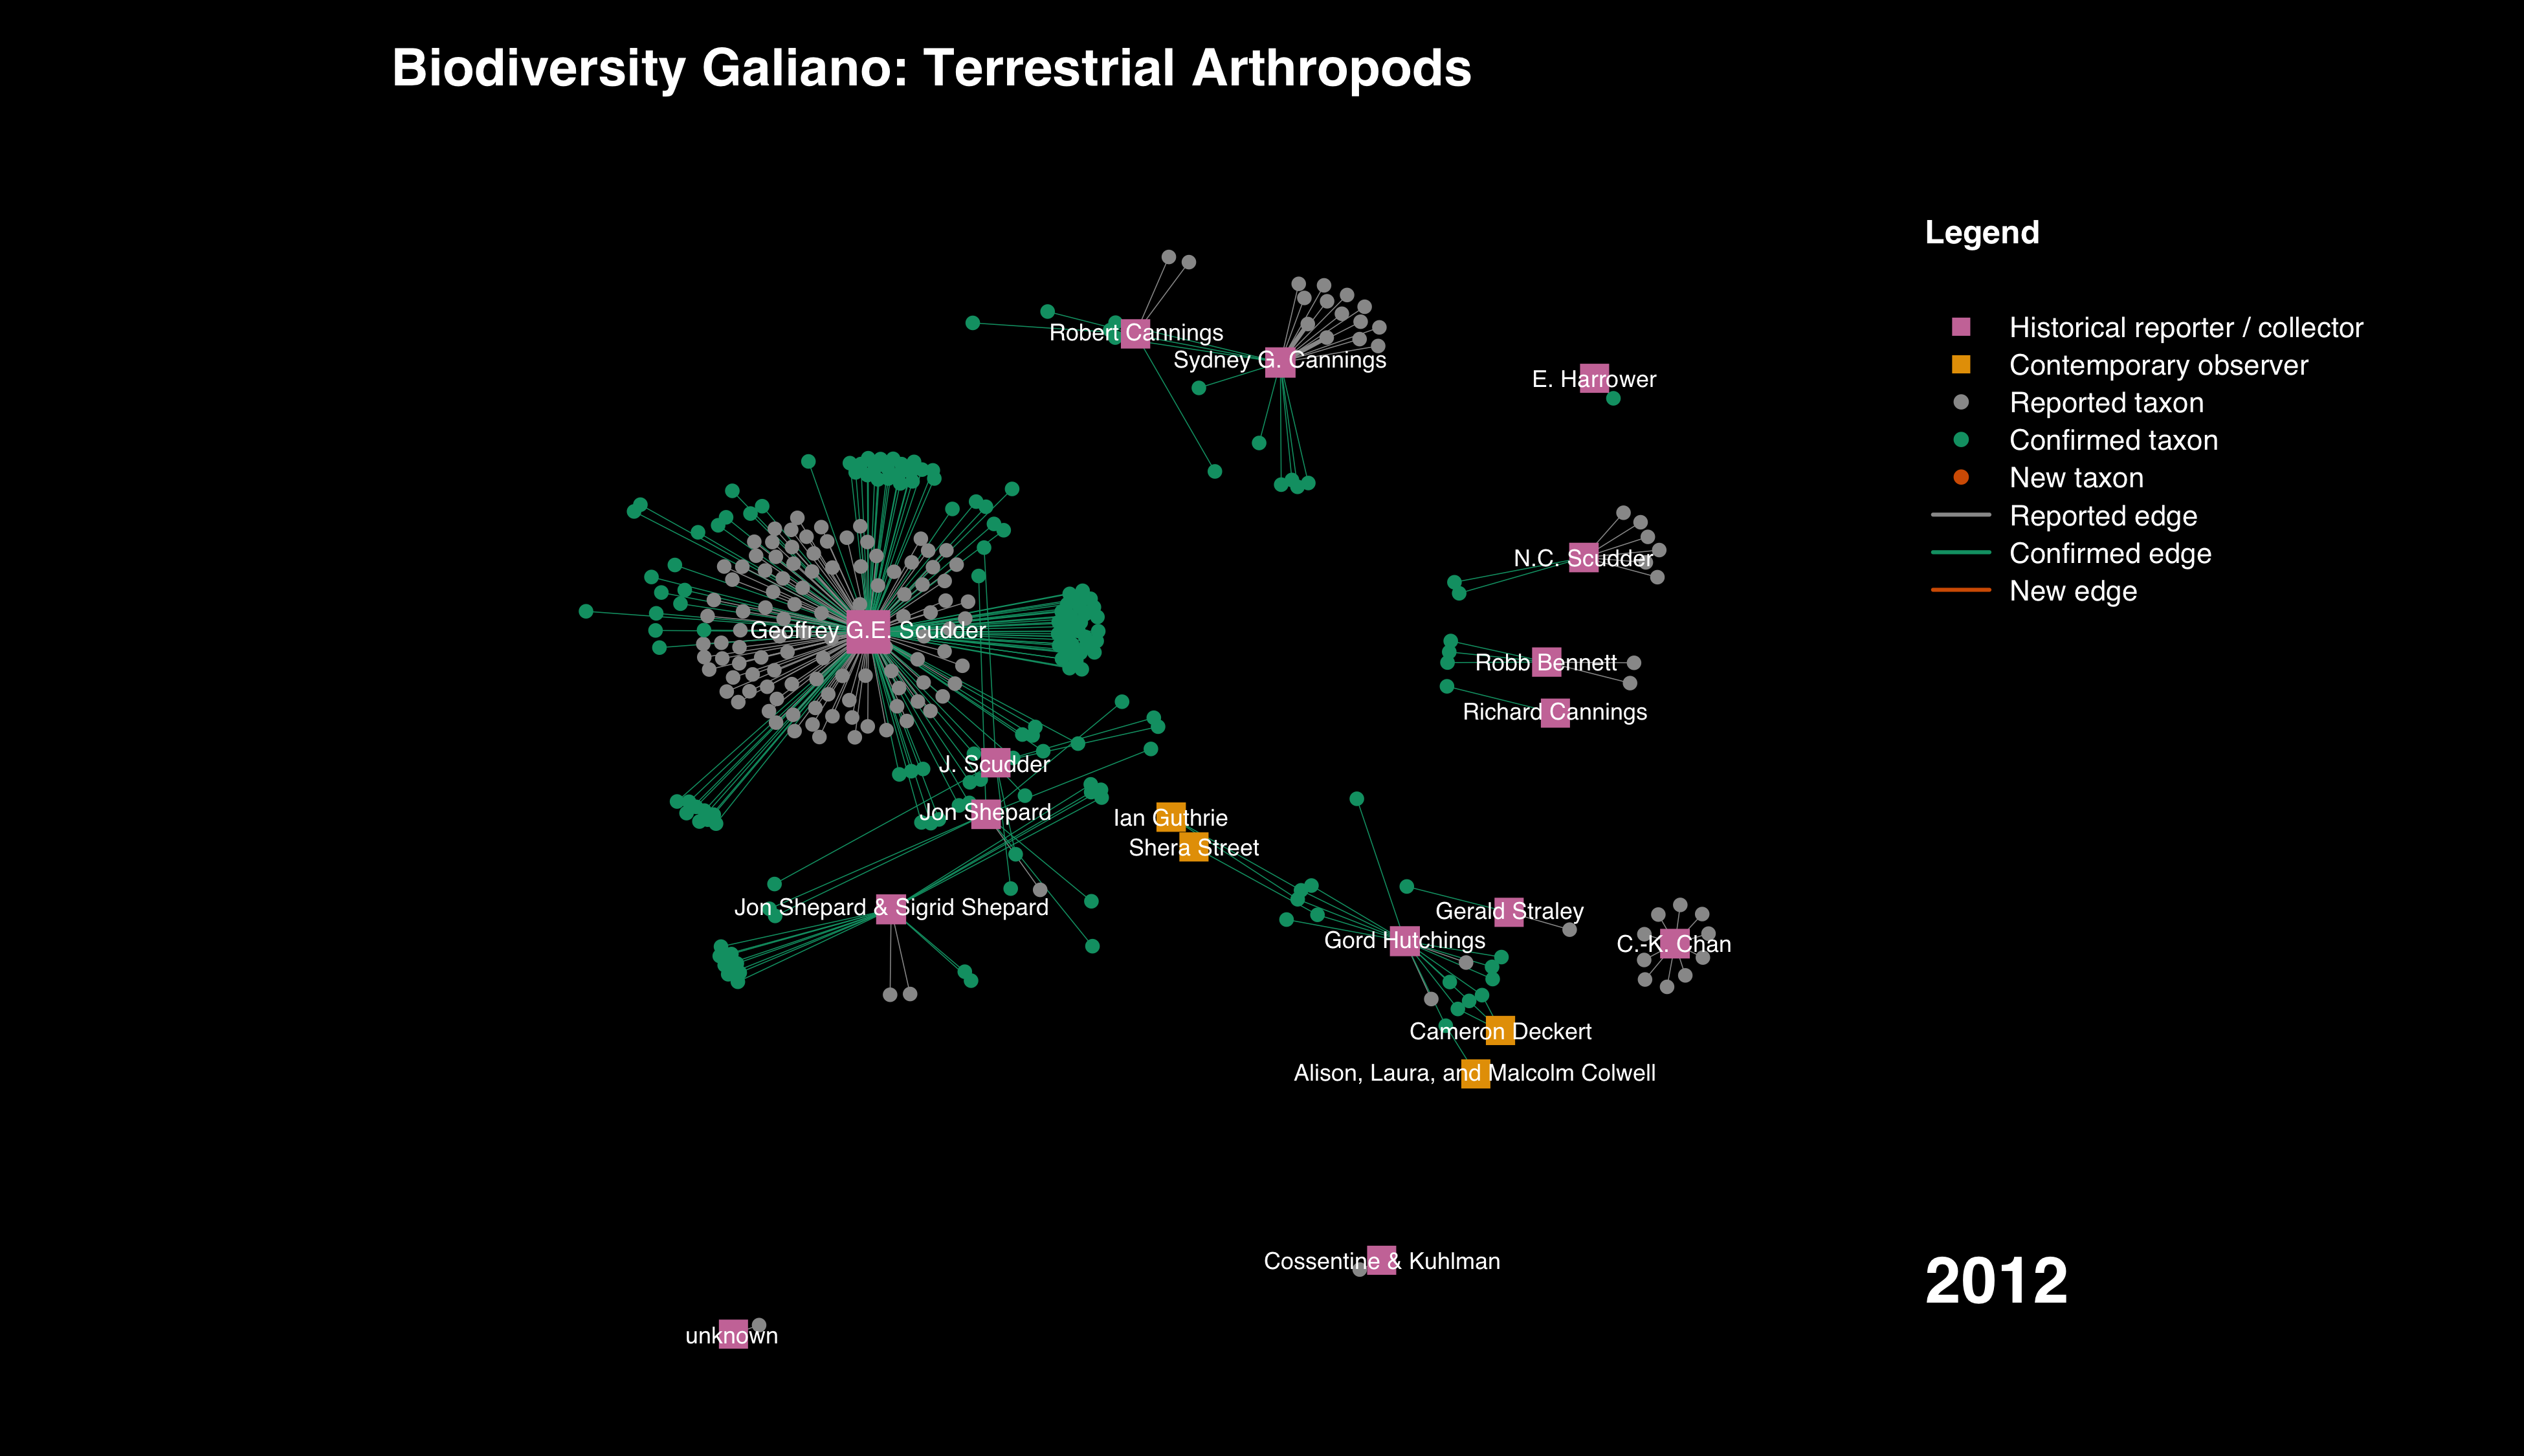 Biodiversity Galiano: Terrestrial Arthropods
Legend
Historical reporter / collector
Contemporary observer
Reported taxon
Confirmed taxon
New taxon
Reported edge
Confirmed edge
New edge
Robert Cannings
Sydney G. Cannings
E. Harrower
N.C. Scudder
Geoffrey G.E. Scudder
Robb Bennett
Richard Cannings
J. Scudder
Jon Shepard
Ian Guthrie
Shera Street
Jon Shepard & Sigrid Shepard
Gerald Straley
Gord Hutchings
C.-K. Chan
Cameron Deckert
Alison, Laura, and Malcolm Colwell
Cossentine & Kuhlman
2012
unknown